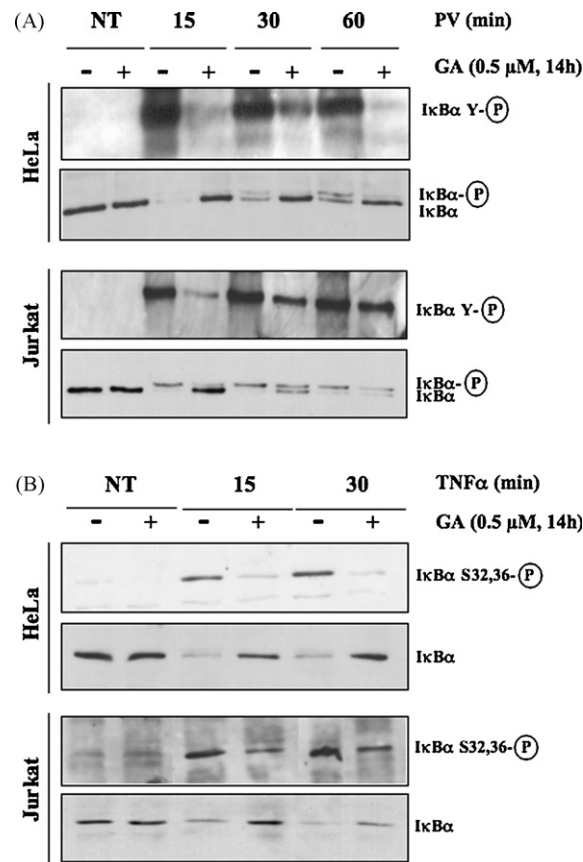 (A) NT 15 30 60 PV (min)
- + - + - + - + GA (0.5 µM, 14h)
HeLa
IκBα Y-P
IκBα-P
IκBα
Jurkat
IκBα Y-P
IκBα-P
IκBα
(B) NT 15 30 TNFα (min)
- + - + - + GA (0.5 µM, 14h)
HeLa
IκBα S32,36-P
IκBα
Jurkat
IκBα S32,36-P
IκBα